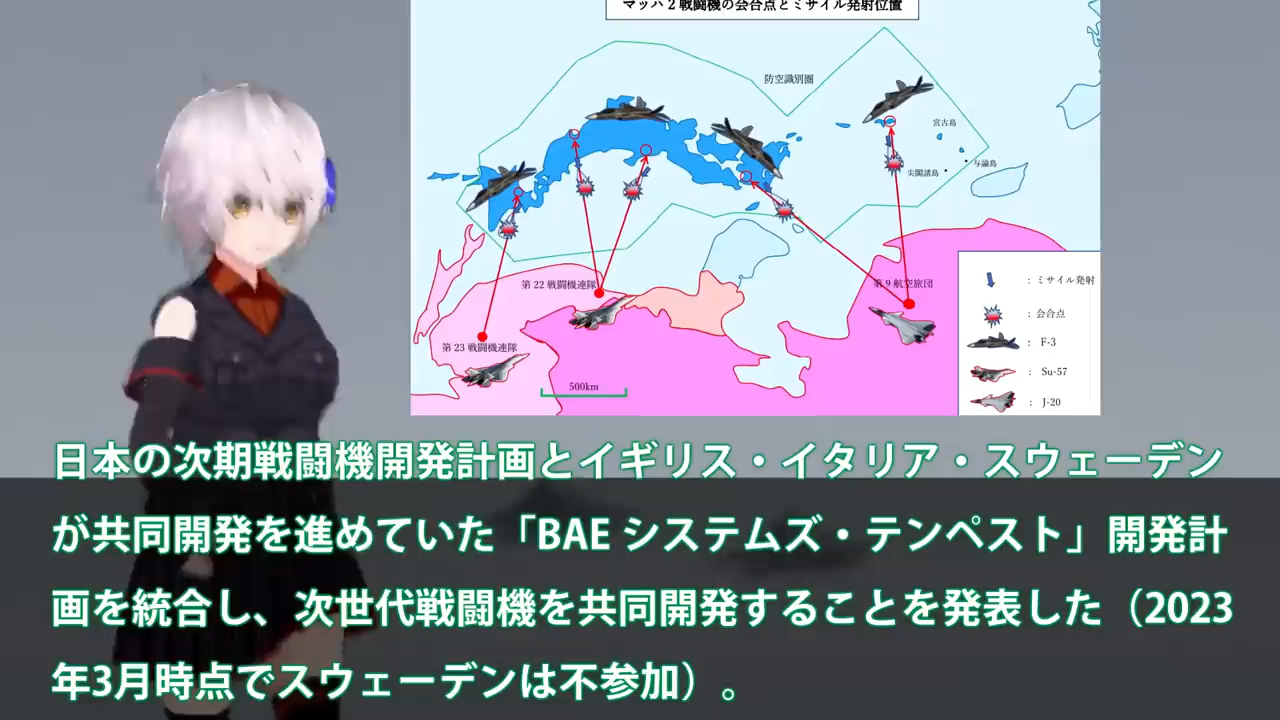 マッハ2戦闘機の会合点とミサイル発射位置
防空識別圏
宮古島
与論島
尖閣諸島
第22戦闘機連隊
第9航空旅団
第23戦闘機連隊
500km
：ミサイル発射
：会合点
： F-3
： Su-57
： J-20
日本の次期戦闘機開発計画とイギリス・イタリア・スウェーデン
が共同開発を進めていた「BAE システムズ・テンペスト」開発計
画を統合し、次世代戦闘機を共同開発することを発表した（2023
年3月時点でスウェーデンは不参加）。